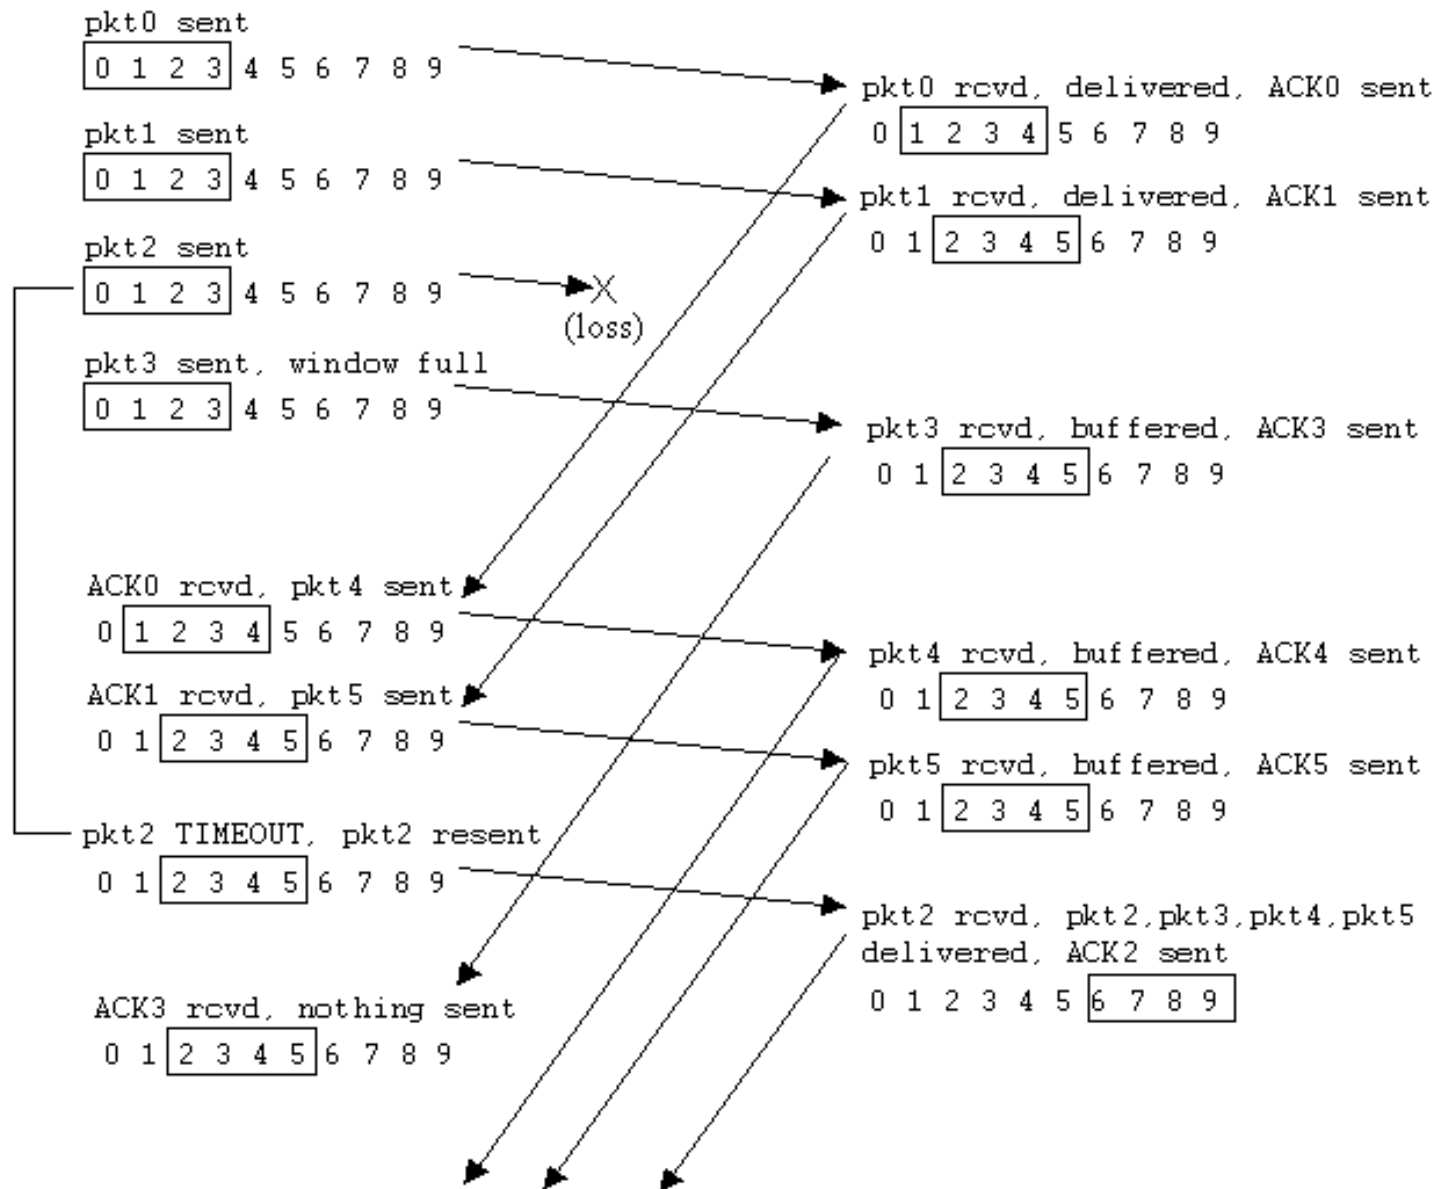 pkt0 sent
0 1 2 3 4 5 6 7 8 9
pkt0 rcvd, delivered, ACK0 sent
0 1 2 3 4 5 6 7 8 9
pkt1 sent
0 1 2 3 4 5 6 7 8 9
pkt1 rcvd, delivered, ACK1 sent
0 1 2 3 4 5 6 7 8 9
pkt2 sent
0 1 2 3 4 5 6 7 8 9
X
(loss)
pkt3 sent, window full
0 1 2 3 4 5 6 7 8 9
pkt3 rcvd, buffered, ACK3 sent
0 1 2 3 4 5 6 7 8 9
ACK0 rcvd, pkt4 sent
0 1 2 3 4 5 6 7 8 9
pkt4 rcvd, buffered, ACK4 sent
0 1 2 3 4 5 6 7 8 9
ACK1 rcvd, pkt5 sent
0 1 2 3 4 5 6 7 8 9
pkt5 rcvd, buffered, ACK5 sent
0 1 2 3 4 5 6 7 8 9
pkt2 TIMEOUT, pkt2 resent
0 1 2 3 4 5 6 7 8 9
pkt2 rcvd, pkt2,pkt3,pkt4,pkt5
delivered, ACK2 sent
0 1 2 3 4 5 6 7 8 9
ACK3 rcvd, nothing sent
0 1 2 3 4 5 6 7 8 9